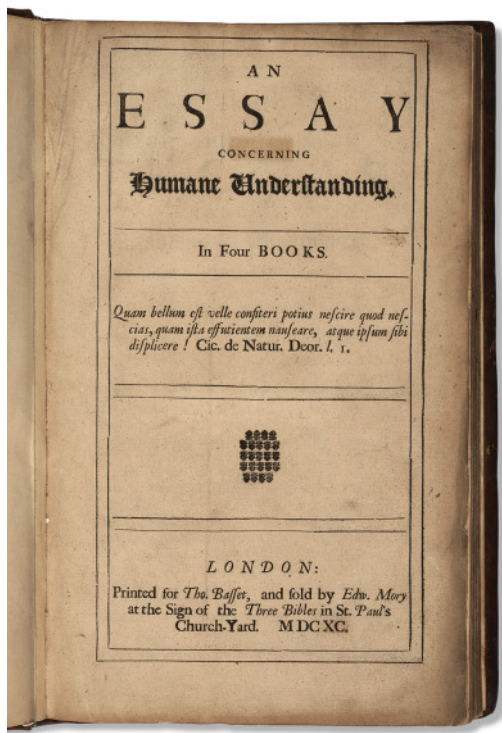 AN
ESSAY
CONCERNING
Humane Underſtanding.
In Four BOOKS.
Quam bellum eſt velle confiteri potius neſcire quod neſ-
cias, quam iſta effutientem nauſeare, atque ipſum ſibi
diſplicere ! Cic. de Natur. Deor. l. 1.
LONDON:
Printed for Tho. Baſſet, and ſold by Edw. Mory
at the Sign of the Three Bibles in St. Paul's
Church-Yard. MDCXC.